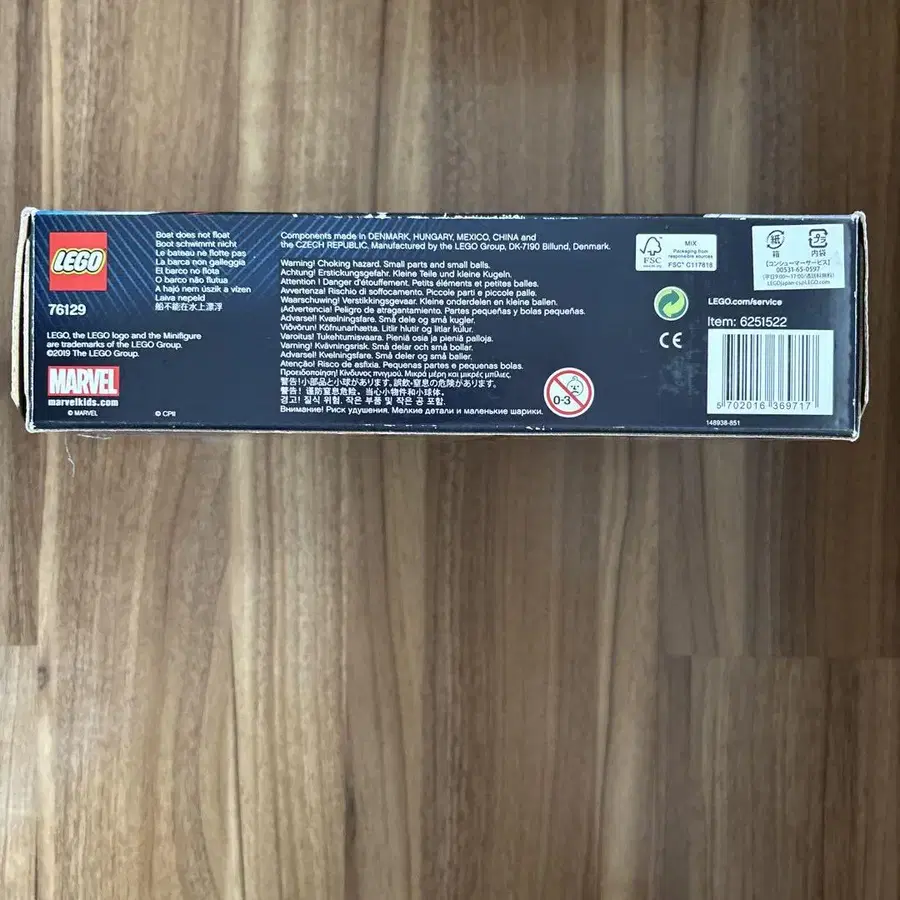 LEGO
76129
LEGO, the LEGO logo and the Minifigure
are trademarks of the LEGO Group.
©2019 The LEGO Group.
MARVEL
marvelkids.com
© MARVEL
© CPII
Boat does not float
Boot schwimmt nicht
Le bateau ne flotte pas
La barca non galleggia
El barco no flota
O barco não flutua
A hajó nem úszik a vízen
Laiva nepeld
船不能在水上漂浮
Components made in DENMARK, HUNGARY, MEXICO, CHINA and
the CZECH REPUBLIC, Manufactured by the LEGO Group, DK-7190 Billund, Denmark.
Warning! Choking hazard. Small parts and small balls.
Achtung! Erstickungsgefahr. Kleine Teile und kleine Kugeln.
Attention ! Danger d'étouffement. Petits éléments et petites balles.
Avvertenza! Rischio di soffocamento. Piccole parti e piccole palle.
Waarschuwing! Verstikkingsgevaar. Kleine onderdelen en kleine ballen.
¡Advertencia! Peligro de atragantamiento. Partes pequeñas y bolas pequeñas.
Advarsel! Kvælningsfare. Små dele og små kugler.
Viðvörun! Köfnunarhætta. Litlir hlutir og litlar kúlur.
Varoitus! Tukehtumisvaara. Pieniä osia ja pieniä palloja.
Varning! Kvävningsrisk. Små delar och små bollar.
Advarsel! Kvelningsfare. Små deler og små baller.
Atenção! Risco de asfixia. Pequenas partes e pequenas bolas.
Προειδοποίηση! Κίνδυνος πνιγμού. Μικρά μέρη και μικρές μπίλιες.
警告!小部品と小球があります。誤飲・窒息の危険があります。
警告! 谨防窒息危险。当心小物件和小球体。
경고! 질식 위험. 작은 부품 및 작은 공 포함.
Внимание! Риск удушения. Мелкие детали и маленькие шарики.
0-3
FSC
MIX
Packaging from
responsible sources
FSC® C117818
CE
紙
箱
プラ
内袋
【コンシューマーサービス】
00531-65-0597
LEGOjapan-cs@LEGO.com
LEGO.com/service
Item: 6251522
5 702016 369717
148938-851